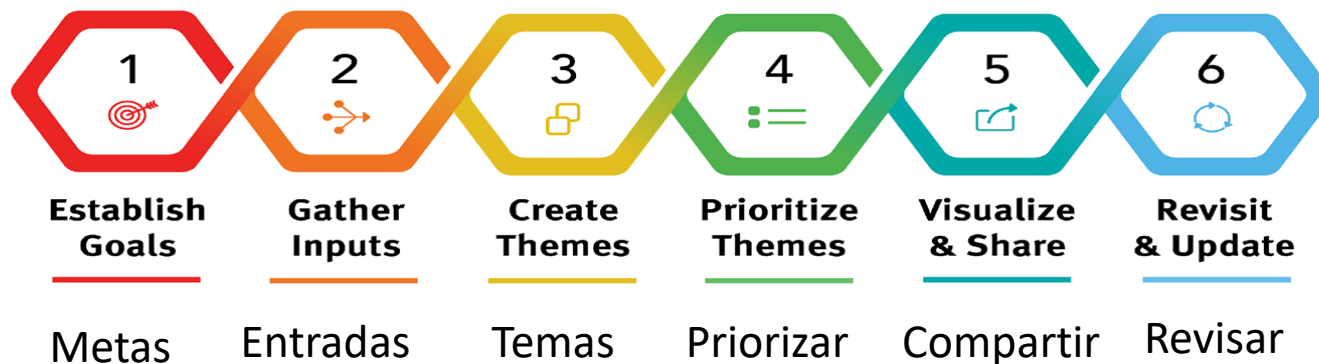 1
2
3
4
5
6
Establish Goals
Gather Inputs
Create Themes
Prioritize Themes
Visualize & Share
Revisit & Update
Metas
Entradas
Temas
Priorizar
Compartir
Revisar